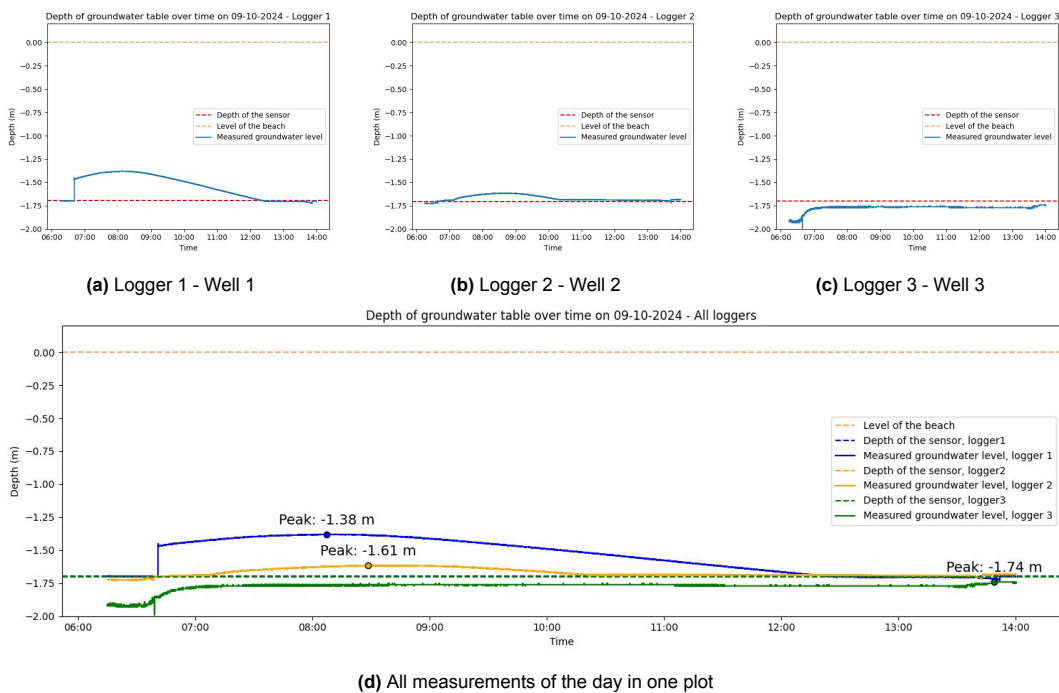 Depth of groundwater table over time on 09-10-2024 - Logger 1
0.00
−0.25
−0.50
−0.75
−1.00
−1.25
−1.50
−1.75
−2.00
Depth (m)
Depth of the sensor
Level of the beach
Measured groundwater level
06:00 07:00 08:00 09:00 10:00 11:00 12:00 13:00 14:00
Time
(a) Logger 1 - Well 1
Depth of groundwater table over time on 09-10-2024 - Logger 2
0.00
−0.25
−0.50
−0.75
−1.00
−1.25
−1.50
−1.75
−2.00
Depth (m)
Depth of the sensor
Level of the beach
Measured groundwater level
06:00 07:00 08:00 09:00 10:00 11:00 12:00 13:00 14:00
Time
(b) Logger 2 - Well 2
Depth of groundwater table over time on 09-10-2024 - Logger 3
0.00
−0.25
−0.50
−0.75
−1.00
−1.25
−1.50
−1.75
−2.00
Depth (m)
Depth of the sensor
Level of the beach
Measured groundwater level
06:00 07:00 08:00 09:00 10:00 11:00 12:00 13:00 14:00
Time
(c) Logger 3 - Well 3
Depth of groundwater table over time on 09-10-2024 - All loggers
0.00
−0.25
−0.50
−0.75
−1.00
−1.25
−1.50
−1.75
−2.00
Depth (m)
Level of the beach
Depth of the sensor, logger1
Measured groundwater level, logger 1
Depth of the sensor, logger2
Measured groundwater level, logger 2
Depth of the sensor, logger3
Measured groundwater level, logger 3
Peak: -1.38 m
Peak: -1.61 m
Peak: -1.74 m
06:00 07:00 08:00 09:00 10:00 11:00 12:00 13:00 14:00
Time
(d) All measurements of the day in one plot